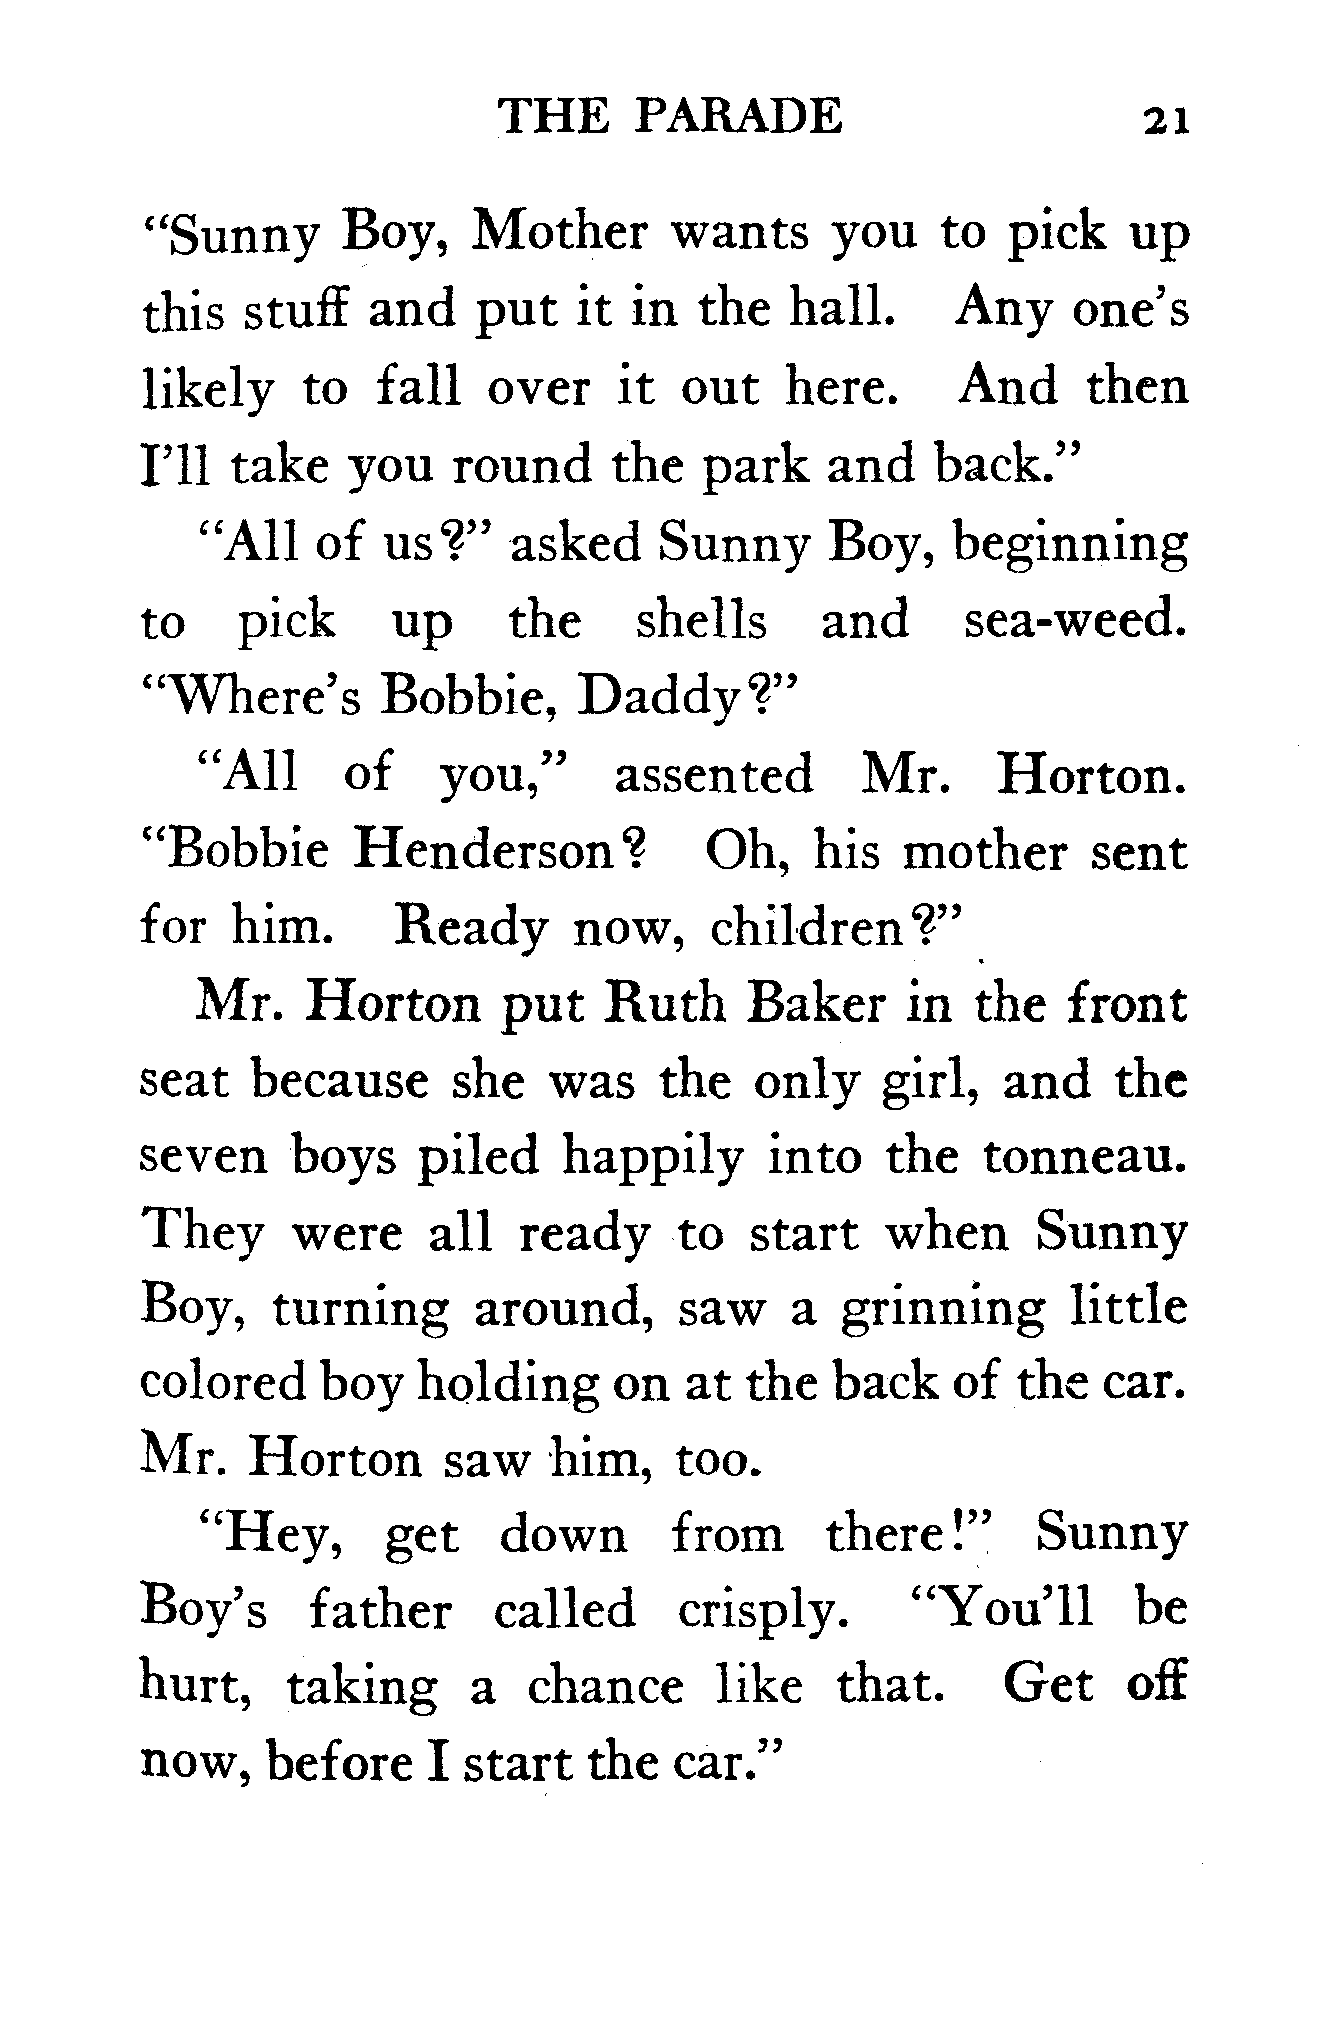 THE PARADE 21
“Sunny Boy, Mother wants you to pick up
this stuff and put it in the hall. Any one’s
likely to fall over it out here. And then
I’ll take you round the park and back.”
“All of us?” asked Sunny Boy, beginning
to pick up the shells and sea-weed.
“Where’s Bobbie, Daddy?”
“All of you,” assented Mr. Horton.
“Bobbie Henderson? Oh, his mother sent
for him. Ready now, children?”
Mr. Horton put Ruth Baker in the front
seat because she was the only girl, and the
seven boys piled happily into the tonneau.
They were all ready to start when Sunny
Boy, turning around, saw a grinning little
colored boy holding on at the back of the car.
Mr. Horton saw him, too.
“Hey, get down from there!” Sunny
Boy’s father called crisply. “You’ll be
hurt, taking a chance like that. Get off
now, before I start the car.”